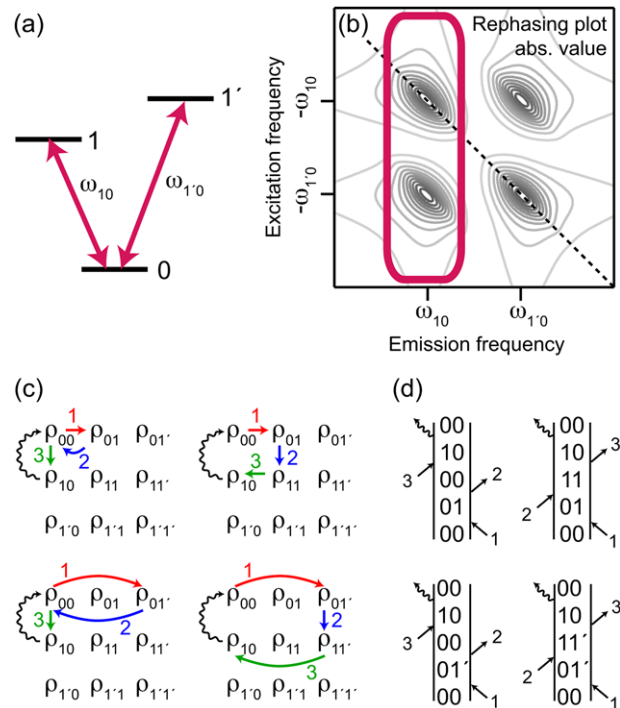 (a)
1´
1
ω10
ω1´0
0
(b)
Rephasing plot
abs. value
Excitation frequency
-ω10
-ω1´0
ω10
ω1´0
Emission frequency
(c)
1
ρ00 ρ01 ρ01´
3 2
ρ10 ρ11 ρ11´
ρ1´0 ρ1´1 ρ1´1´
1
ρ00 ρ01 ρ01´
3 2
ρ10 ρ11 ρ11´
ρ1´0 ρ1´1 ρ1´1´
1
ρ00 ρ01 ρ01´
3 2
ρ10 ρ11 ρ11´
ρ1´0 ρ1´1 ρ1´1´
1
ρ00 ρ01 ρ01´
2
ρ10 ρ11 ρ11´
3
ρ1´0 ρ1´1 ρ1´1´
(d)
00
10
3 00 2
01
00 1
00
10 3
11
2 01
00 1
00
10
3 00 2
01´
00 1
00
10 3
11´
2 01´
00 1